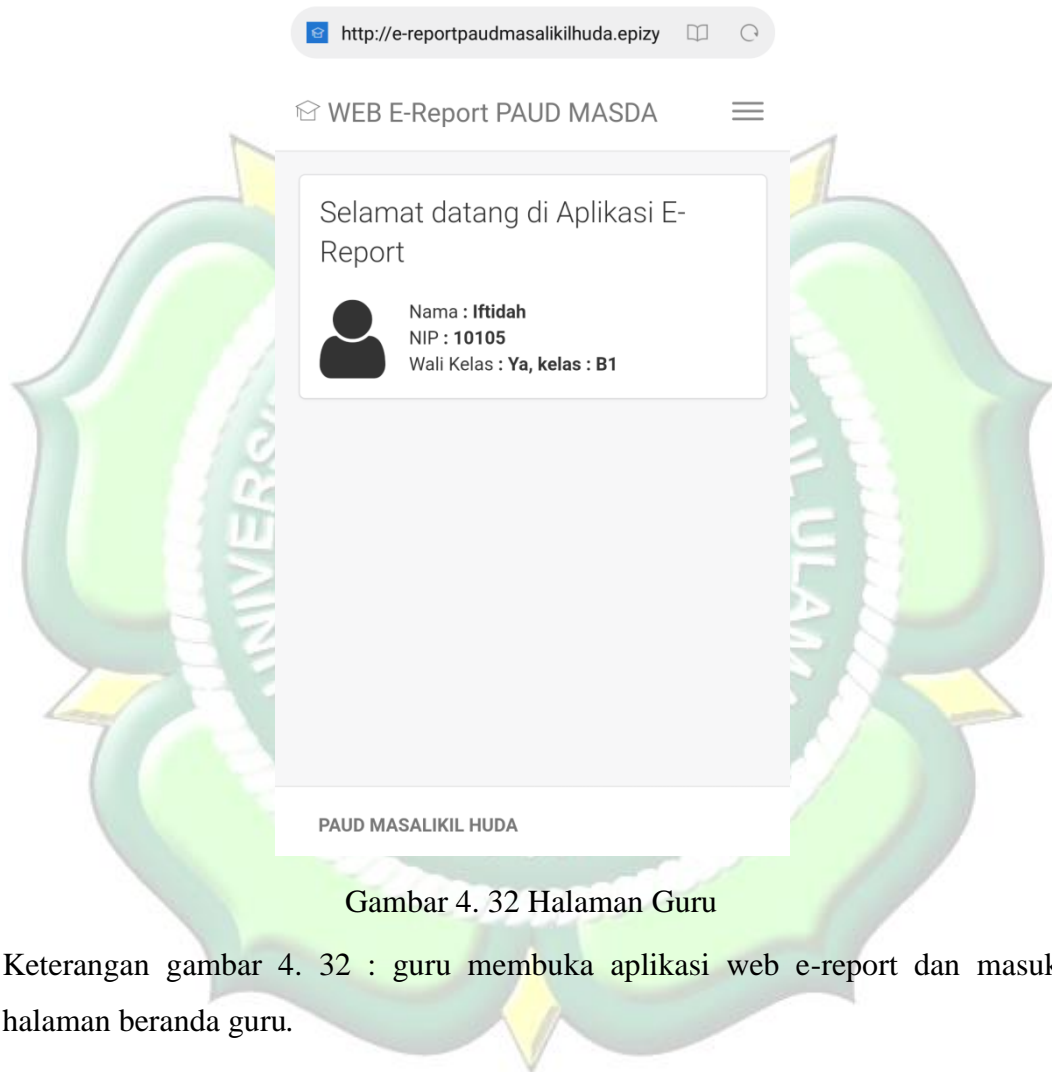 http://e-reportpaudmasalikilhuda.epizy
WEB E-Report PAUD MASDA
Selamat datang di Aplikasi E-
Report
Nama : Iftidah
NIP : 10105
Wali Kelas : Ya, kelas : B1
PAUD MASALIKIL HUDA
Gambar 4. 32 Halaman Guru
Keterangan gambar 4. 32 : guru membuka aplikasi web e-report dan masuk
halaman beranda guru.